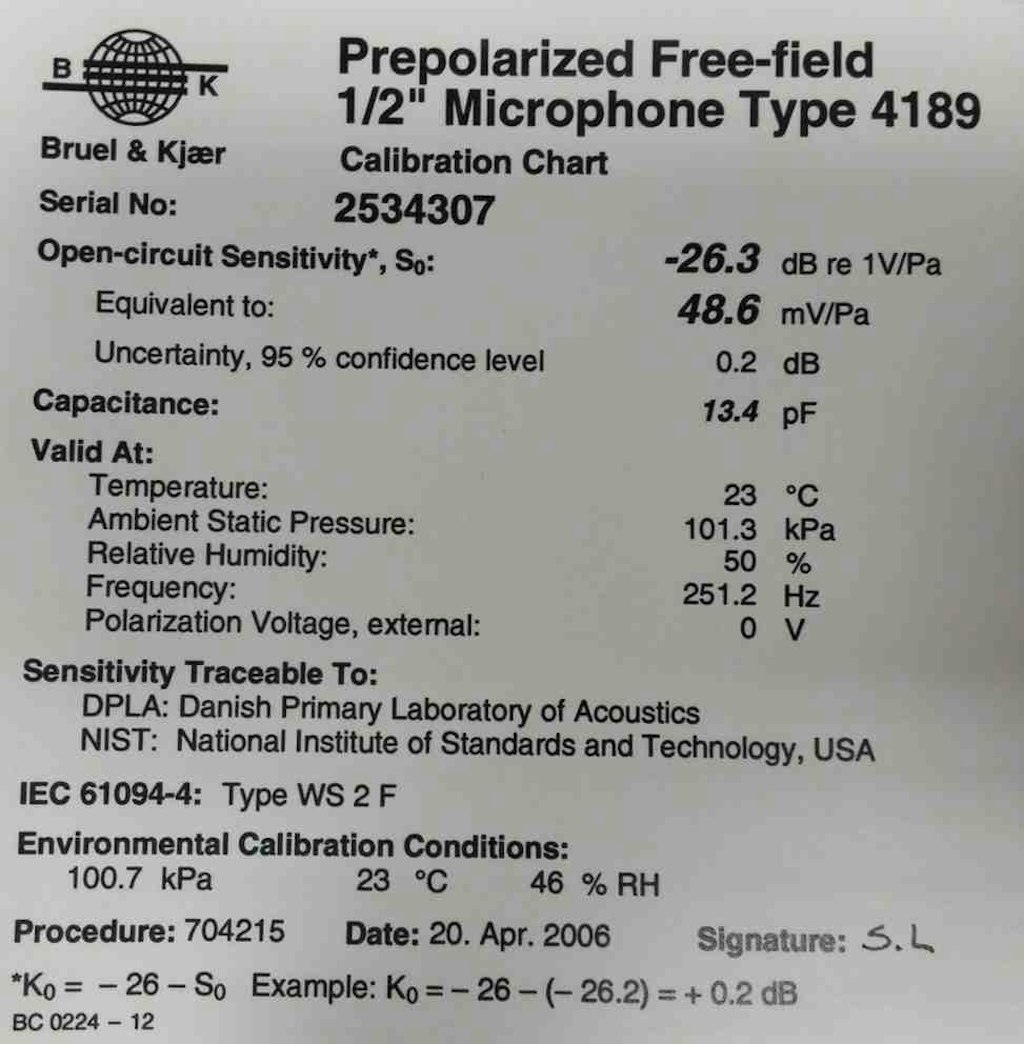 B K
Prepolarized Free-field
1/2" Microphone Type 4189
Bruel & Kjær
Calibration Chart
Serial No: 2534307
Open-circuit Sensitivity*, S₀: -26.3 dB re 1V/Pa
Equivalent to: 48.6 mV/Pa
Uncertainty, 95 % confidence level 0.2 dB
Capacitance: 13.4 pF
Valid At:
Temperature: 23 °C
Ambient Static Pressure: 101.3 kPa
Relative Humidity: 50 %
Frequency: 251.2 Hz
Polarization Voltage, external: 0 V
Sensitivity Traceable To:
DPLA: Danish Primary Laboratory of Acoustics
NIST: National Institute of Standards and Technology, USA
IEC 61094-4: Type WS 2 F
Environmental Calibration Conditions:
100.7 kPa 23 °C 46 % RH
Procedure: 704215 Date: 20. Apr. 2006 Signature: S.L
*K₀ = – 26 – S₀ Example: K₀ = – 26 – (– 26.2) = + 0.2 dB
BC 0224 – 12